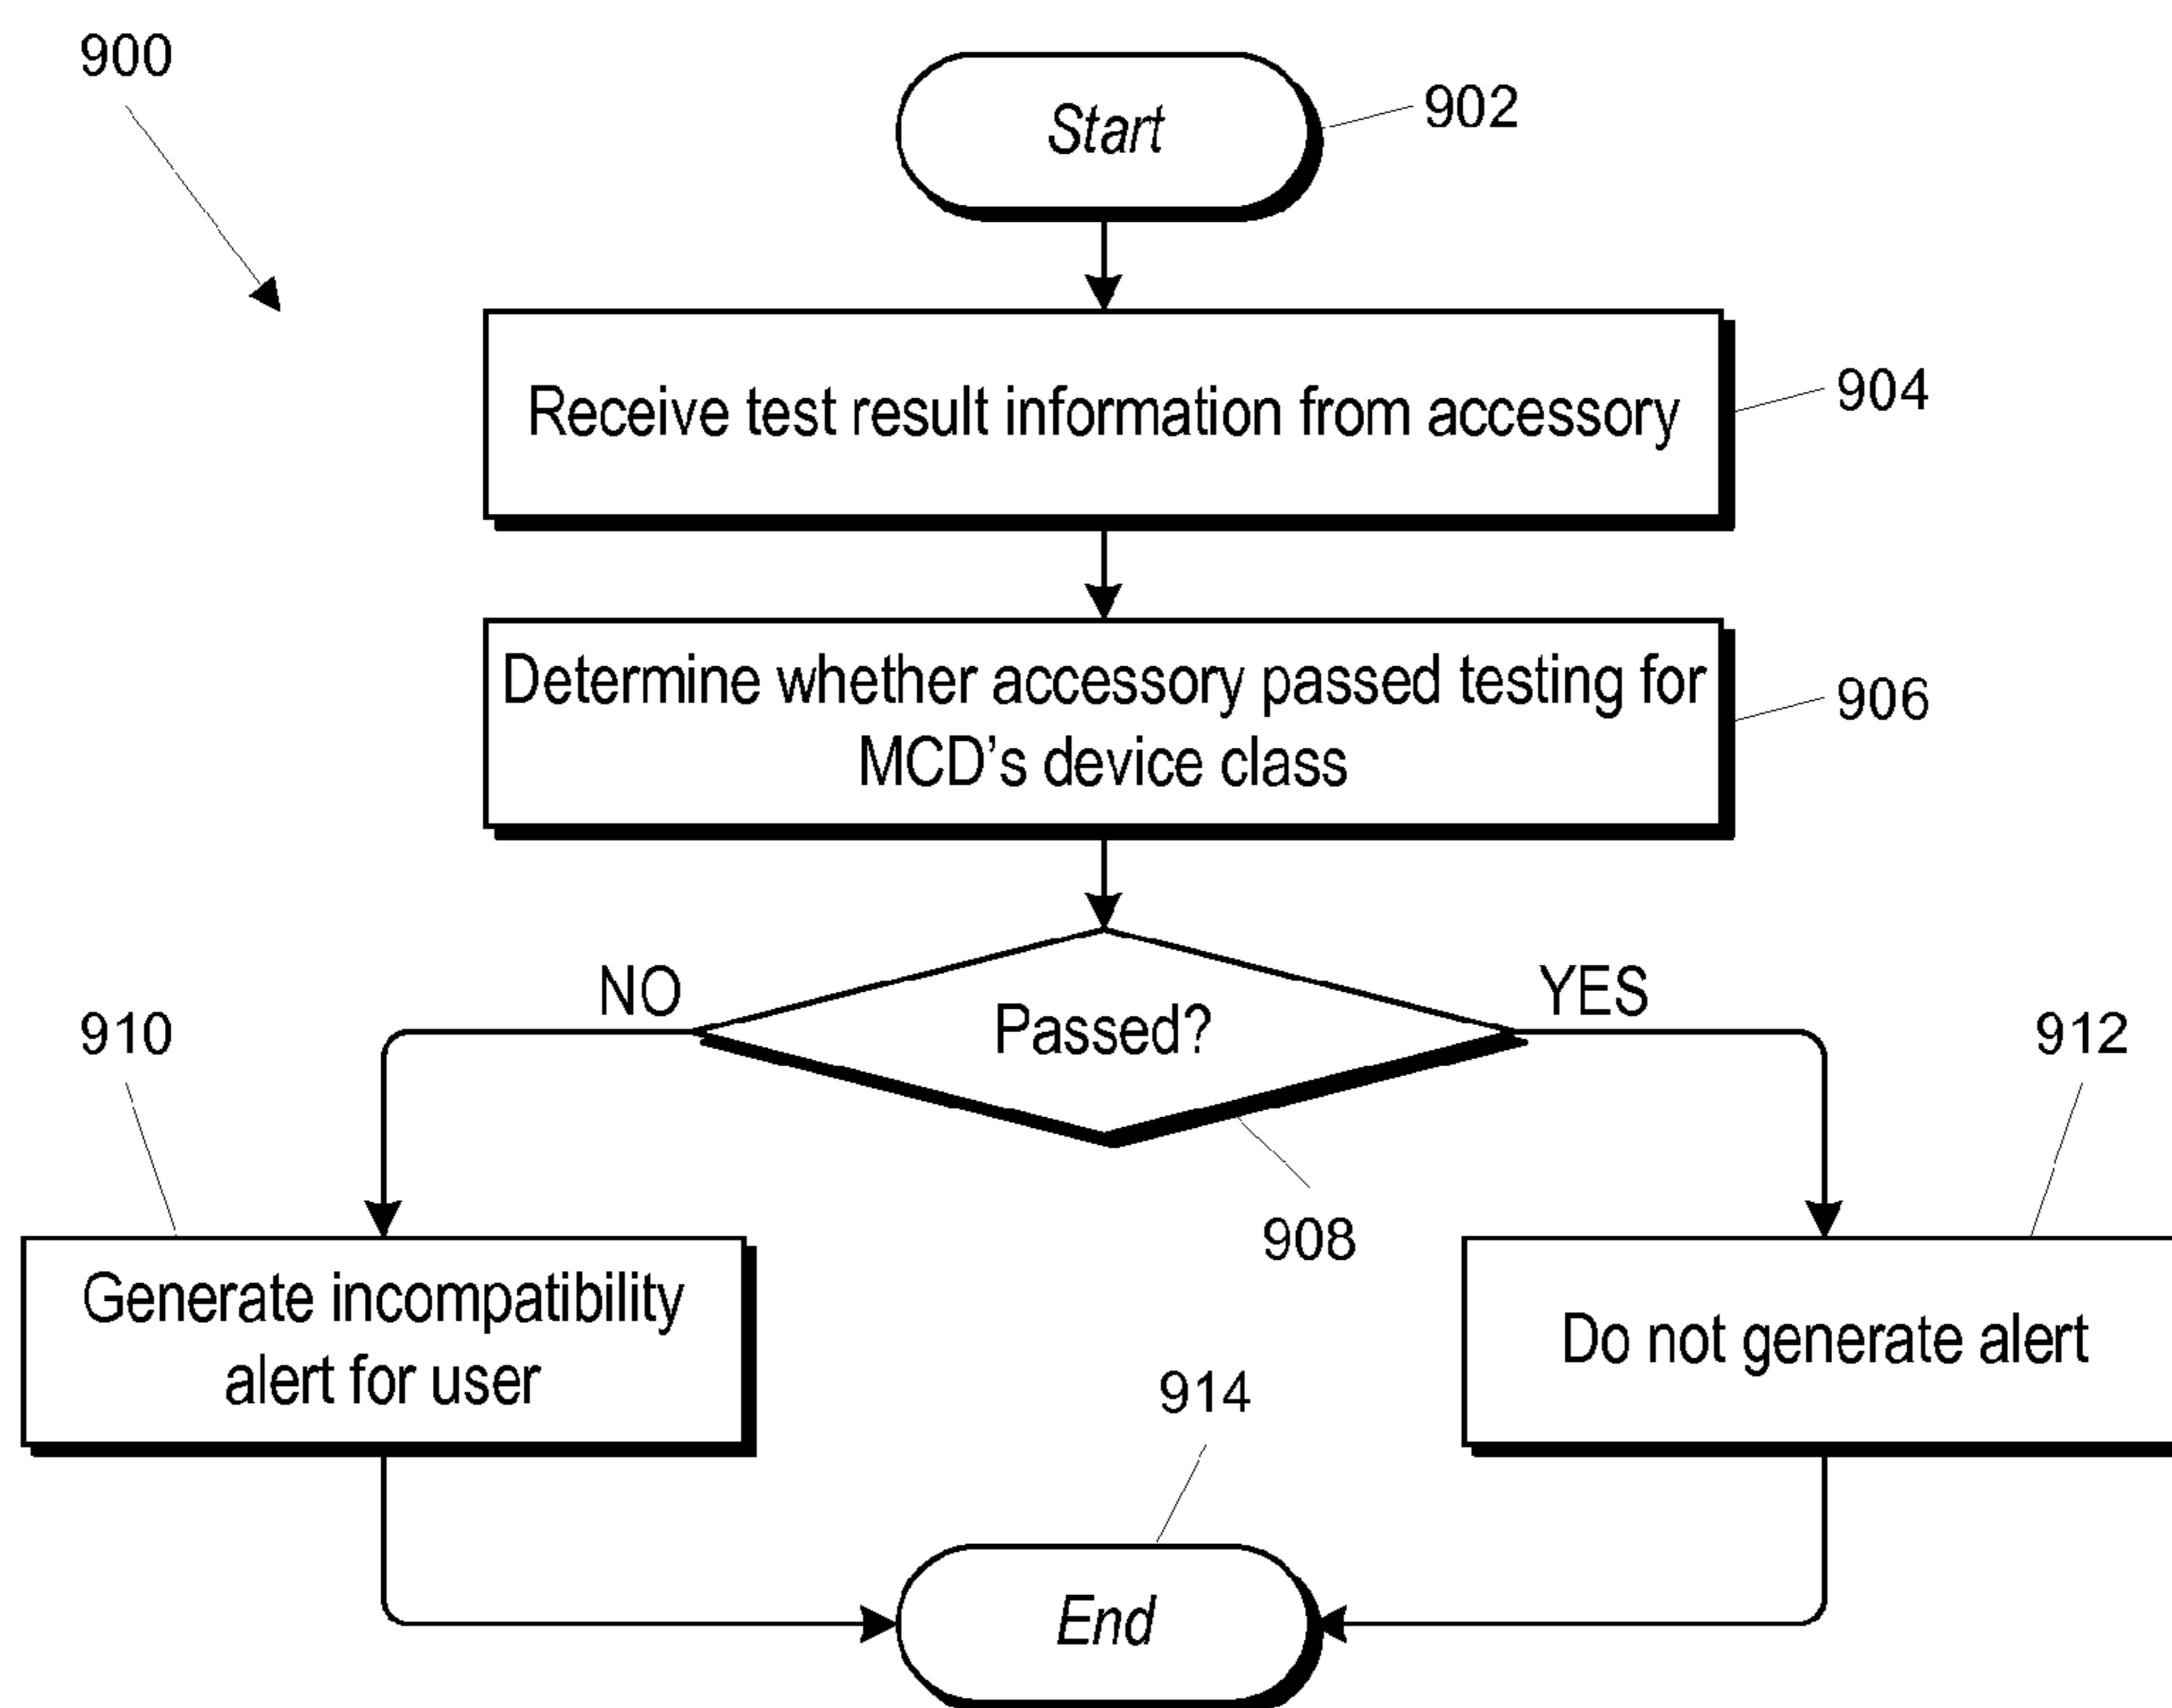 900
Start
902
Receive test result information from accessory
904
Determine whether accessory passed testing for
MCD's device class
906
NO
Passed?
YES
910
912
908
Generate incompatibility
alert for user
Do not generate alert
914
End